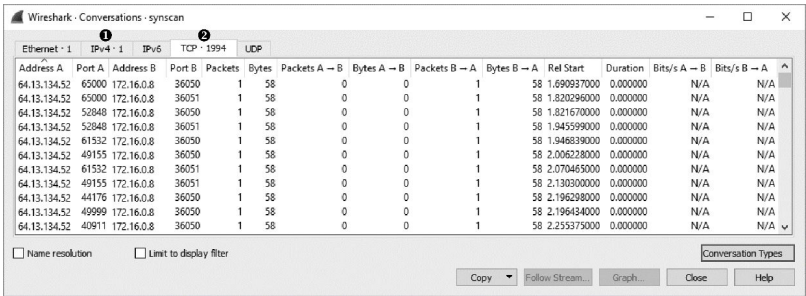 Wireshark · Conversations · synscan
❶ ❷
Ethernet · 1 IPv4 · 1 IPv6 TCP · 1994 UDP
Address A Port A Address B Port B Packets Bytes Packets A → B Bytes A → B Packets B → A Bytes B → A Rel Start Duration Bits/s A → B Bits/s B → A
64.13.134.52 65000 172.16.0.8 36050 1 58 0 0 1 58 1.690937000 0.000000 N/A N/A
64.13.134.52 65000 172.16.0.8 36051 1 58 0 0 1 58 1.820296000 0.000000 N/A N/A
64.13.134.52 52848 172.16.0.8 36050 1 58 0 0 1 58 1.821670000 0.000000 N/A N/A
64.13.134.52 52848 172.16.0.8 36051 1 58 0 0 1 58 1.945599000 0.000000 N/A N/A
64.13.134.52 61532 172.16.0.8 36050 1 58 0 0 1 58 1.946839000 0.000000 N/A N/A
64.13.134.52 49155 172.16.0.8 36050 1 58 0 0 1 58 2.006228000 0.000000 N/A N/A
64.13.134.52 61532 172.16.0.8 36051 1 58 0 0 1 58 2.070465000 0.000000 N/A N/A
64.13.134.52 49155 172.16.0.8 36051 1 58 0 0 1 58 2.130300000 0.000000 N/A N/A
64.13.134.52 44176 172.16.0.8 36050 1 58 0 0 1 58 2.196298000 0.000000 N/A N/A
64.13.134.52 49999 172.16.0.8 36050 1 58 0 0 1 58 2.196434000 0.000000 N/A N/A
64.13.134.52 40911 172.16.0.8 36050 1 58 0 0 1 58 2.255375000 0.000000 N/A N/A
Name resolution Limit to display filter Conversation Types
Copy Follow Stream... Graph... Close Help